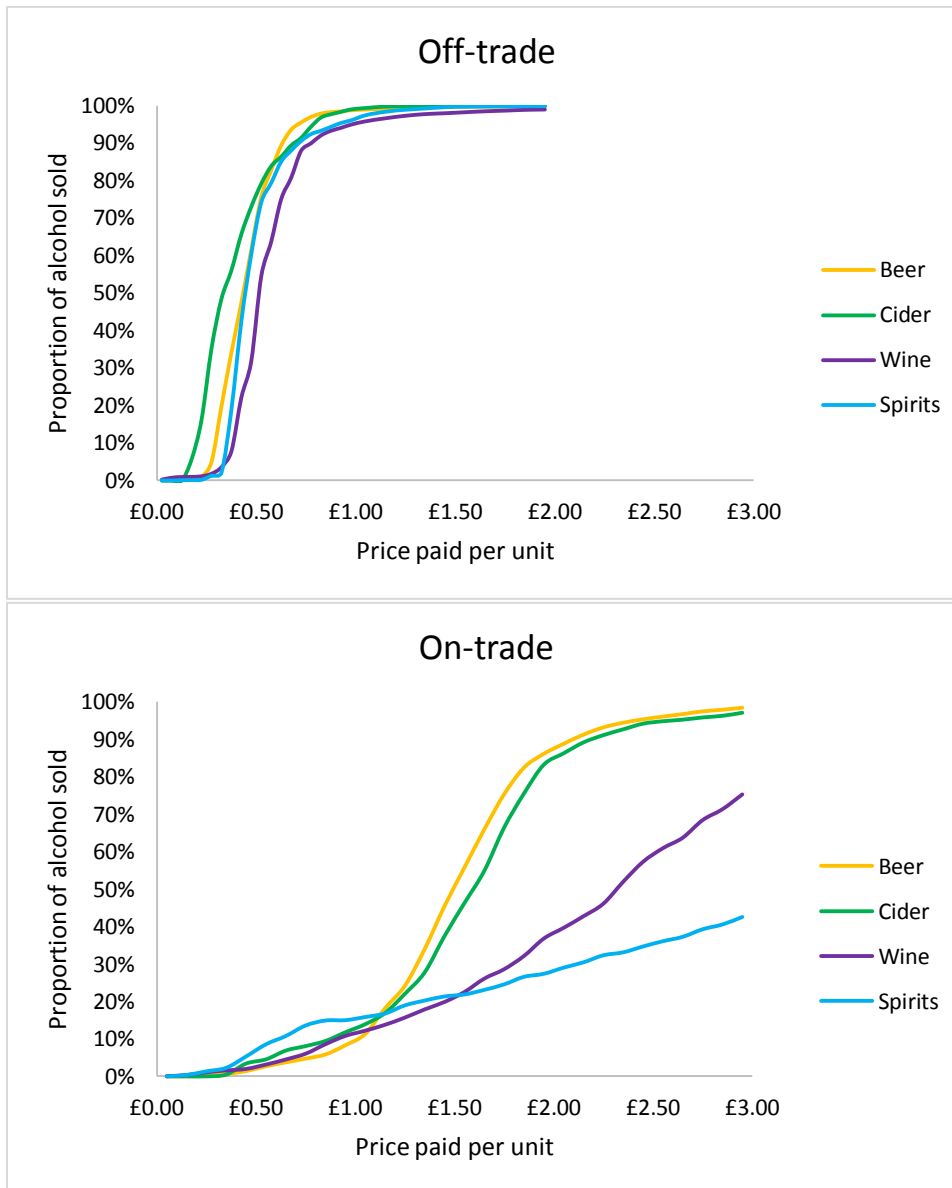 Off-trade
100%
90%
80%
70%
60%
50%
40%
30%
20%
10%
0%
Proportion of alcohol sold
£0.00 £0.50 £1.00 £1.50 £2.00 £2.50 £3.00
Price paid per unit
Beer
Cider
Wine
Spirits
On-trade
100%
90%
80%
70%
60%
50%
40%
30%
20%
10%
0%
Proportion of alcohol sold
£0.00 £0.50 £1.00 £1.50 £2.00 £2.50 £3.00
Price paid per unit
Beer
Cider
Wine
Spirits